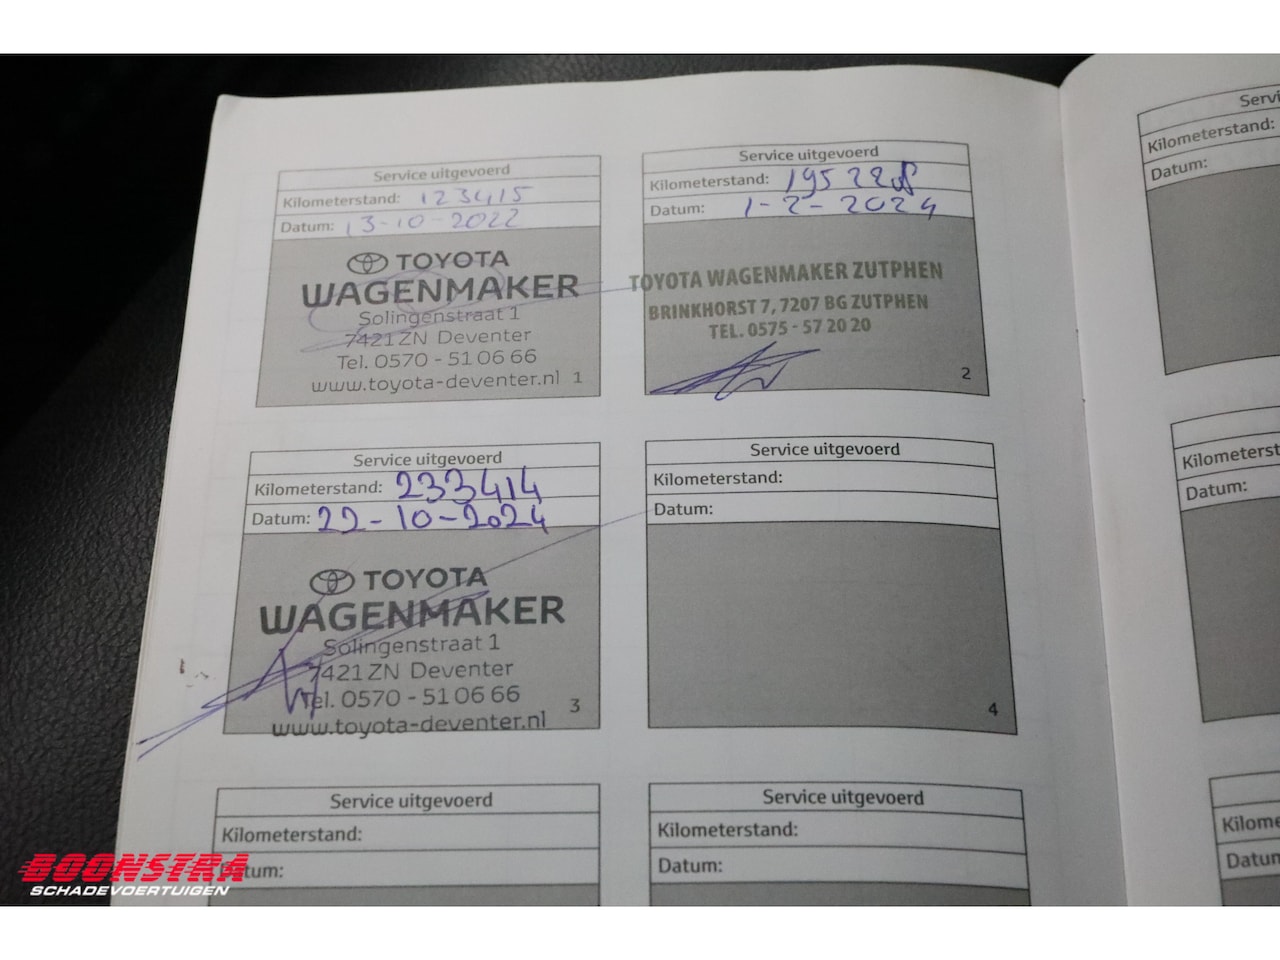 Service uitgevoerd
Kilometerstand: 123415
Datum: 13-10-2022
TOYOTA
WAGENMAKER
Solingenstraat 1
7421 ZN Deventer
Tel. 0570 - 51 06 66
www.toyota-deventer.nl 1
Service uitgevoerd
Kilometerstand: 195228
Datum: 1-2-2024
TOYOTA WAGENMAKER ZUTPHEN
BRINKHORST 7, 7207 BG ZUTPHEN
TEL. 0575 - 57 20 20
2
Service uitgevoerd
Kilometerstand: 233414
Datum: 22-10-2024
TOYOTA
WAGENMAKER
Solingenstraat 1
7421 ZN Deventer
Tel. 0570 - 51 06 66
www.toyota-deventer.nl
3
Service uitgevoerd
Kilometerstand:
Datum:
4
Service uitgevoerd
Kilometerstand:
Service uitgevoerd
Kilometerstand:
Datum:
Kilometerstand:
Datum:
Datum:
BOONSTRA
SCHADEVOERTUIGEN